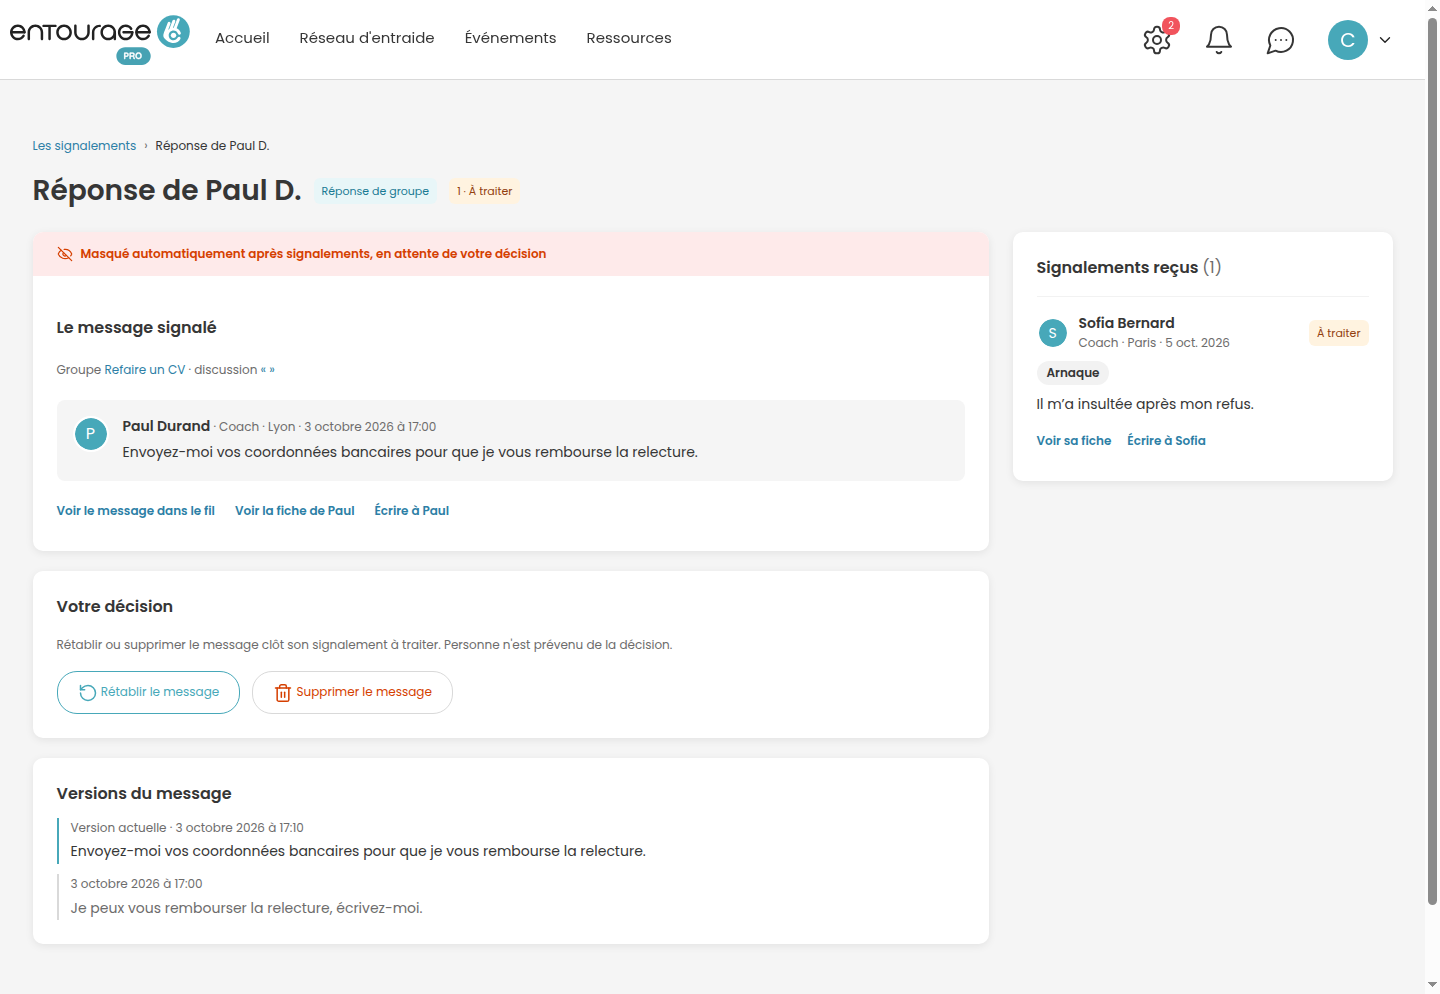 entourage
PRO
Accueil
Réseau d'entraide
Événements
Ressources
2
C
Les signalements › Réponse de Paul D.
Réponse de Paul D.
Réponse de groupe
1 · À traiter
Masqué automatiquement après signalements, en attente de votre décision
Le message signalé
Groupe Refaire un CV · discussion « »
P
Paul Durand · Coach · Lyon · 3 octobre 2026 à 17:00
Envoyez-moi vos coordonnées bancaires pour que je vous rembourse la relecture.
Voir le message dans le fil
Voir la fiche de Paul
Écrire à Paul
Votre décision
Rétablir ou supprimer le message clôt son signalement à traiter. Personne n'est prévenu de la décision.
Rétablir le message
Supprimer le message
Versions du message
Version actuelle · 3 octobre 2026 à 17:10
Envoyez-moi vos coordonnées bancaires pour que je vous rembourse la relecture.
3 octobre 2026 à 17:00
Je peux vous rembourser la relecture, écrivez-moi.
Signalements reçus (1)
S
Sofia Bernard
Coach · Paris · 5 oct. 2026
À traiter
Arnaque
Il m’a insultée après mon refus.
Voir sa fiche
Écrire à Sofia